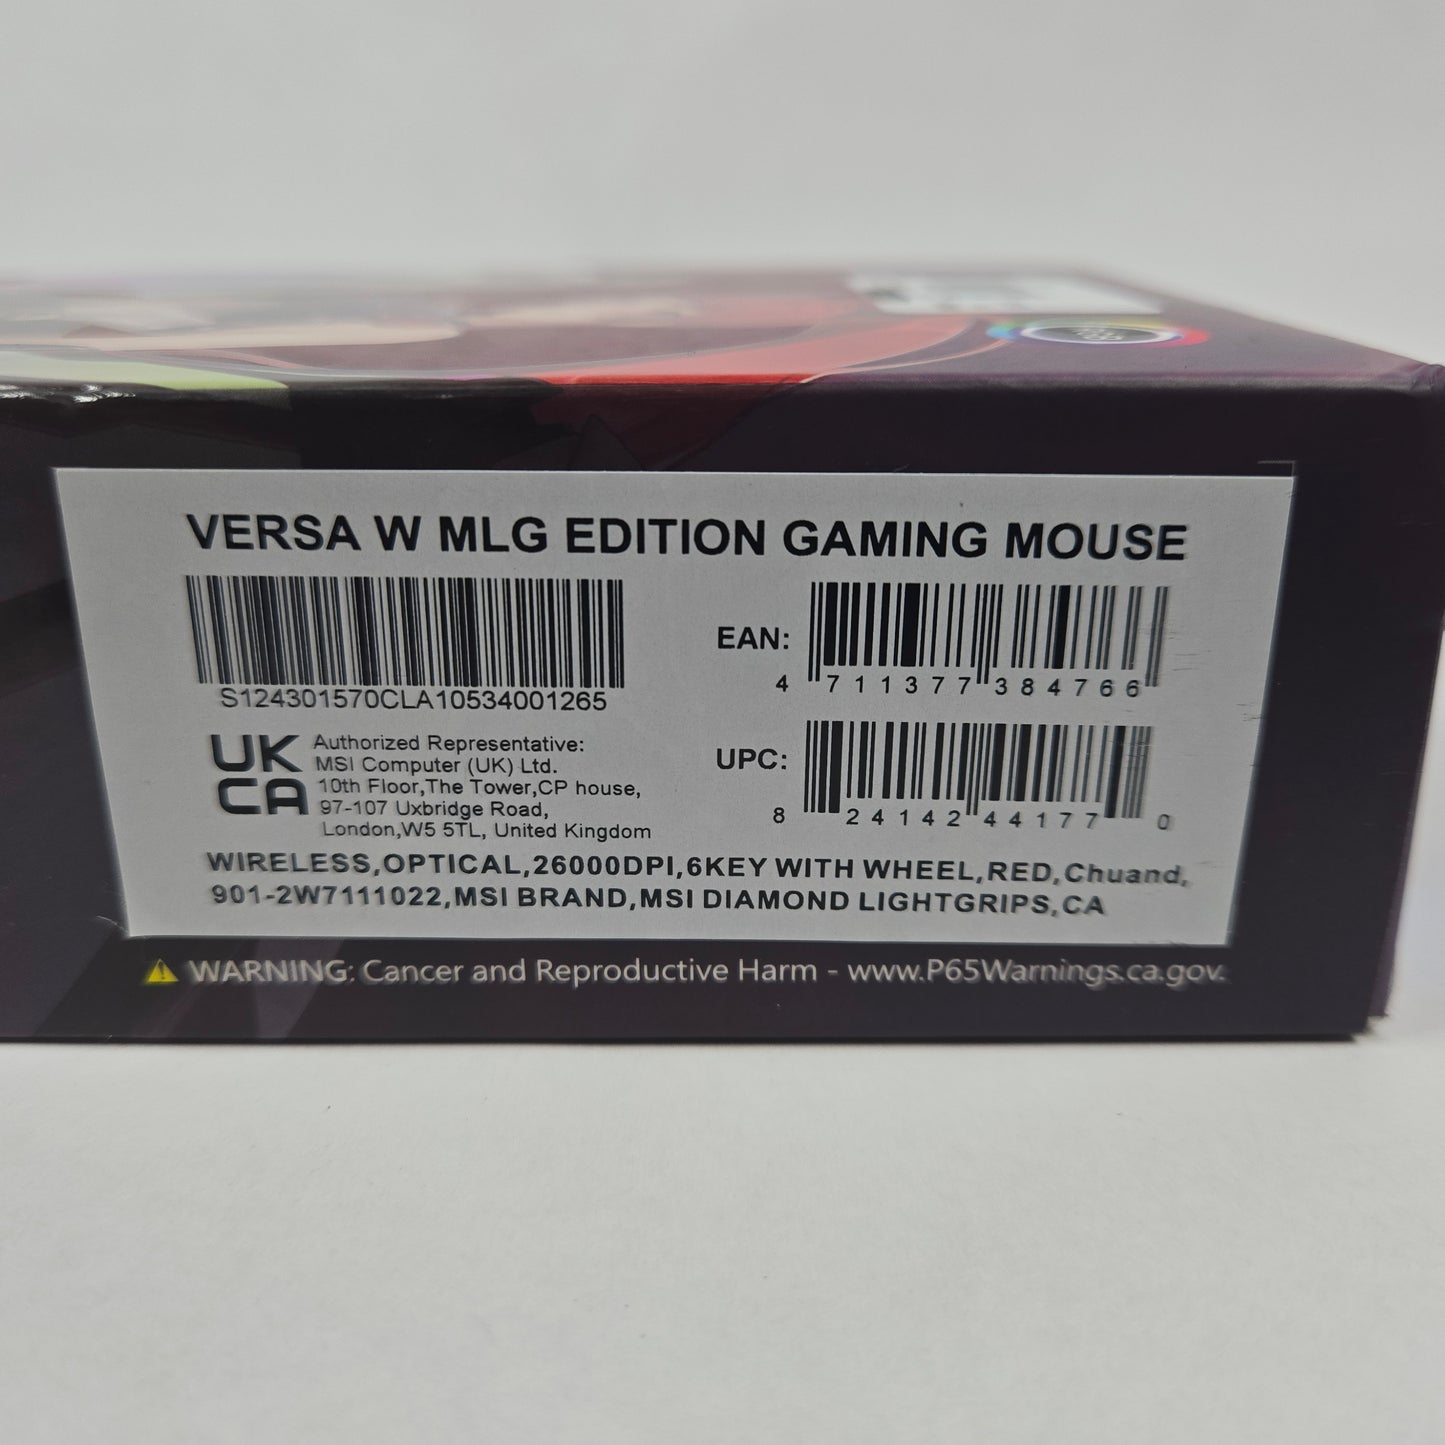 VERSA W MLG EDITION GAMING MOUSE
S124301570CLA10534001265
EAN:
4 711377 384766
UPC:
8 24142 44177 0
UK
CA
Authorized Representative:
MSI Computer (UK) Ltd.
10th Floor,The Tower,CP house,
97-107 Uxbridge Road,
London,W5 5TL, United Kingdom
WIRELESS,OPTICAL,26000DPI,6KEY WITH WHEEL,RED,Chuand,
901-2W7111022,MSI BRAND,MSI DIAMOND LIGHTGRIPS,CA
WARNING: Cancer and Reproductive Harm - www.P65Warnings.ca.gov.